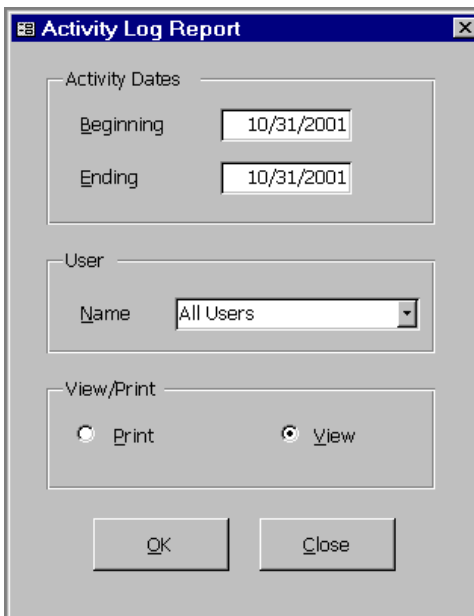 Activity Log Report
Activity Dates
Beginning 10/31/2001
Ending 10/31/2001
User
Name All Users
View/Print
Print View
OK Close